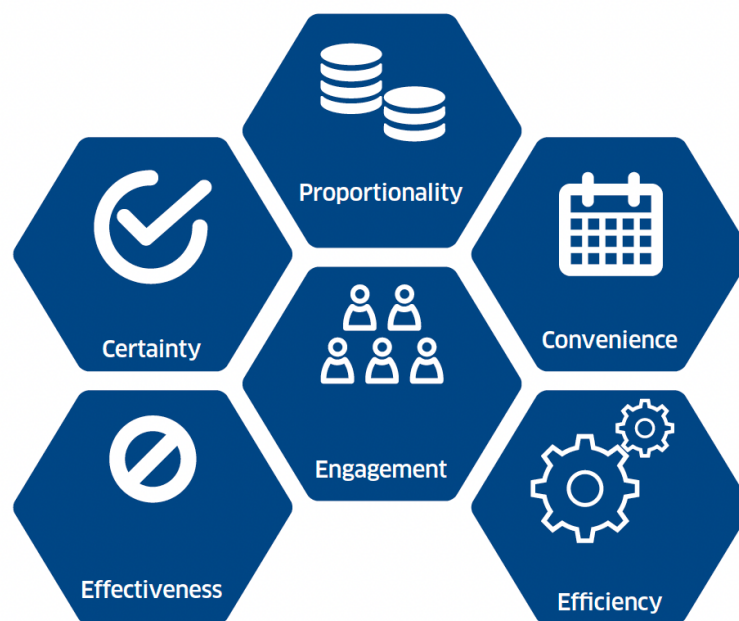 Proportionality
Certainty
Convenience
Engagement
Effectiveness
Efficiency